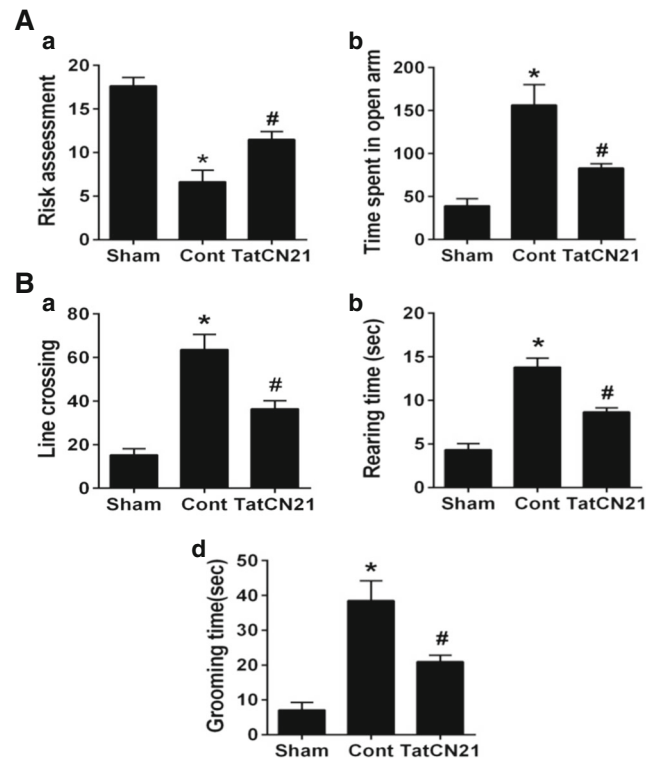 A
a
b
Risk assessment
20
15
10
5
0
*
#
Sham Cont TatCN21
Time spent in open arm
200
150
100
50
0
*
#
Sham Cont TatCN21
B
a
b
Line crossing
80
60
40
20
0
*
#
Sham Cont TatCN21
Rearing time (sec)
20
15
10
5
0
*
#
Sham Cont TatCN21
d
Grooming time(sec)
50
40
30
20
10
0
*
#
Sham Cont TatCN21